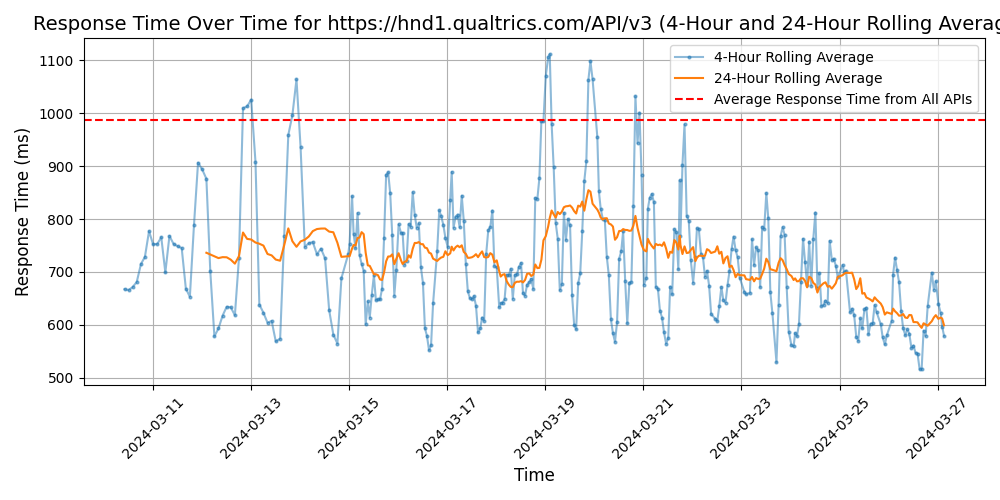 Response Time Over Time for https://hnd1.qualtrics.com/API/v3 (4-Hour and 24-Hour Rolling Averag
4-Hour Rolling Average
24-Hour Rolling Average
Average Response Time from All APIs
Response Time (ms)
1100
1000
900
800
700
600
500
2024-03-11
2024-03-13
2024-03-15
2024-03-17
2024-03-19
2024-03-21
2024-03-23
2024-03-25
2024-03-27
Time